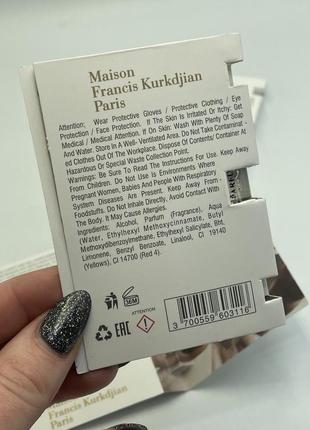 Maison
Francis Kurkdjian
Paris
Attention: Wear Protective Gloves / Protective Clothing / Eye
Protection / Face Protection. If The Skin Is Irritated Or Itchy: Get
Medical / Medical Attention. If On Skin: Wash With Plenty Of Soap
And Water. Store In A Well- Ventilated Area. Do Not Take Contaminat-
ed Clothes Out Of The Workplace. Dispose Of Contents/ Container At
Hazardous Or Special Waste Collection Point.
Warnings: Be Sure To Read The Instructions For Use. Keep Away
From Children. Do Not Use Is Environments Where
Pregnant Women, Babies And People With Respiratory
System Diseases Are Present. Keep Away From -
Foodstuffs. Do Not Inhale Directly, Avoid Contact With
The Body. It May Cause Allergies.
Ingredients: Alcohol, Parfum (Fragrance), Aqua
(Water, Ethylhexyl Methoxycinnamate, Butyl
Methoxydibenzoylmethane, Ethylhexyl Salicylate,
Limonene, Benzyl Benzoate, Linalool, CI 19140
(Yellows), CI 14700 (Red 4).
36M
ATTENTION
EAC
3 700559 603116
Francis Kurkdjian
Paris